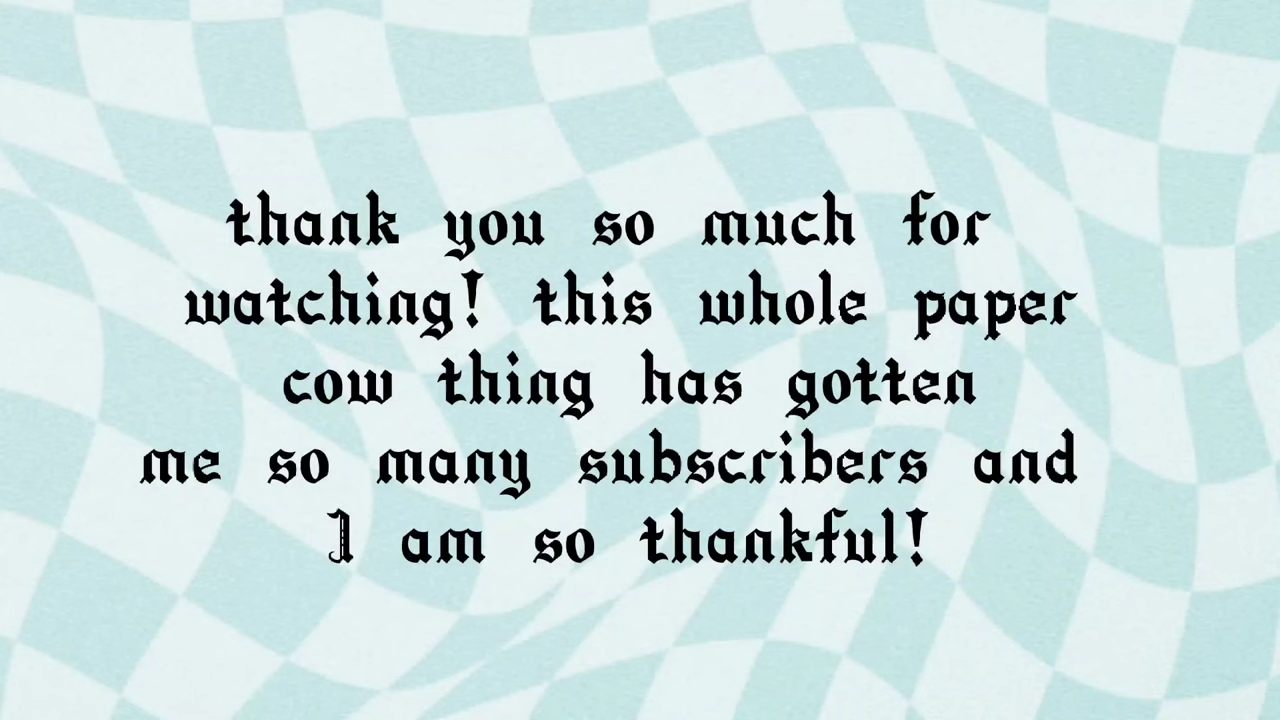 thank you so much for
watching! this whole paper
cow thing has gotten
me so many subscribers and
I am so thankful!